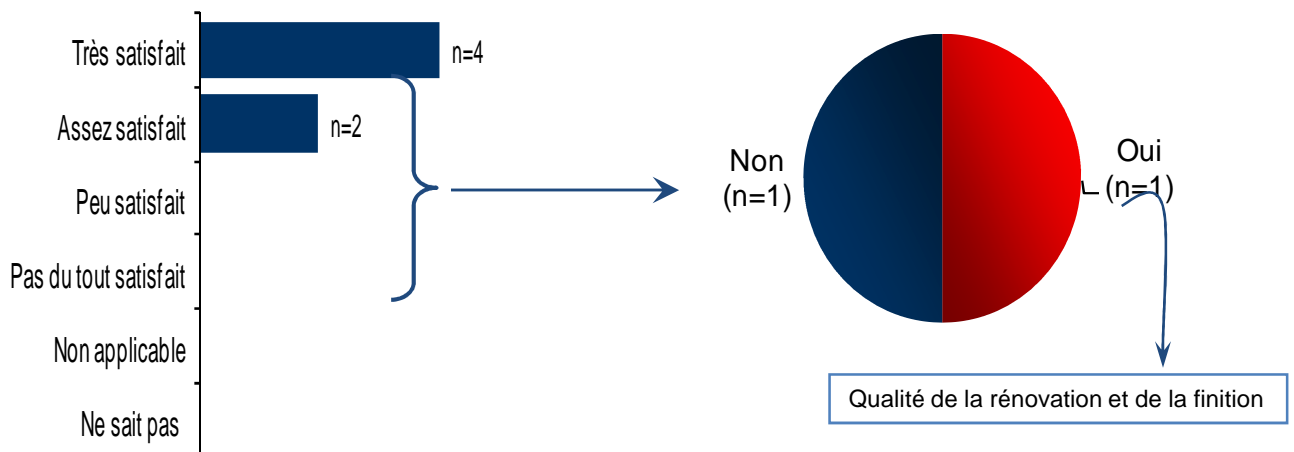 Très satisfait
n=4
Assez satisfait
n=2
Peu satisfait
Pas du tout satisfait
Non applicable
Ne sait pas
Non
(n=1)
Oui
(n=1)
Qualité de la rénovation et de la finition